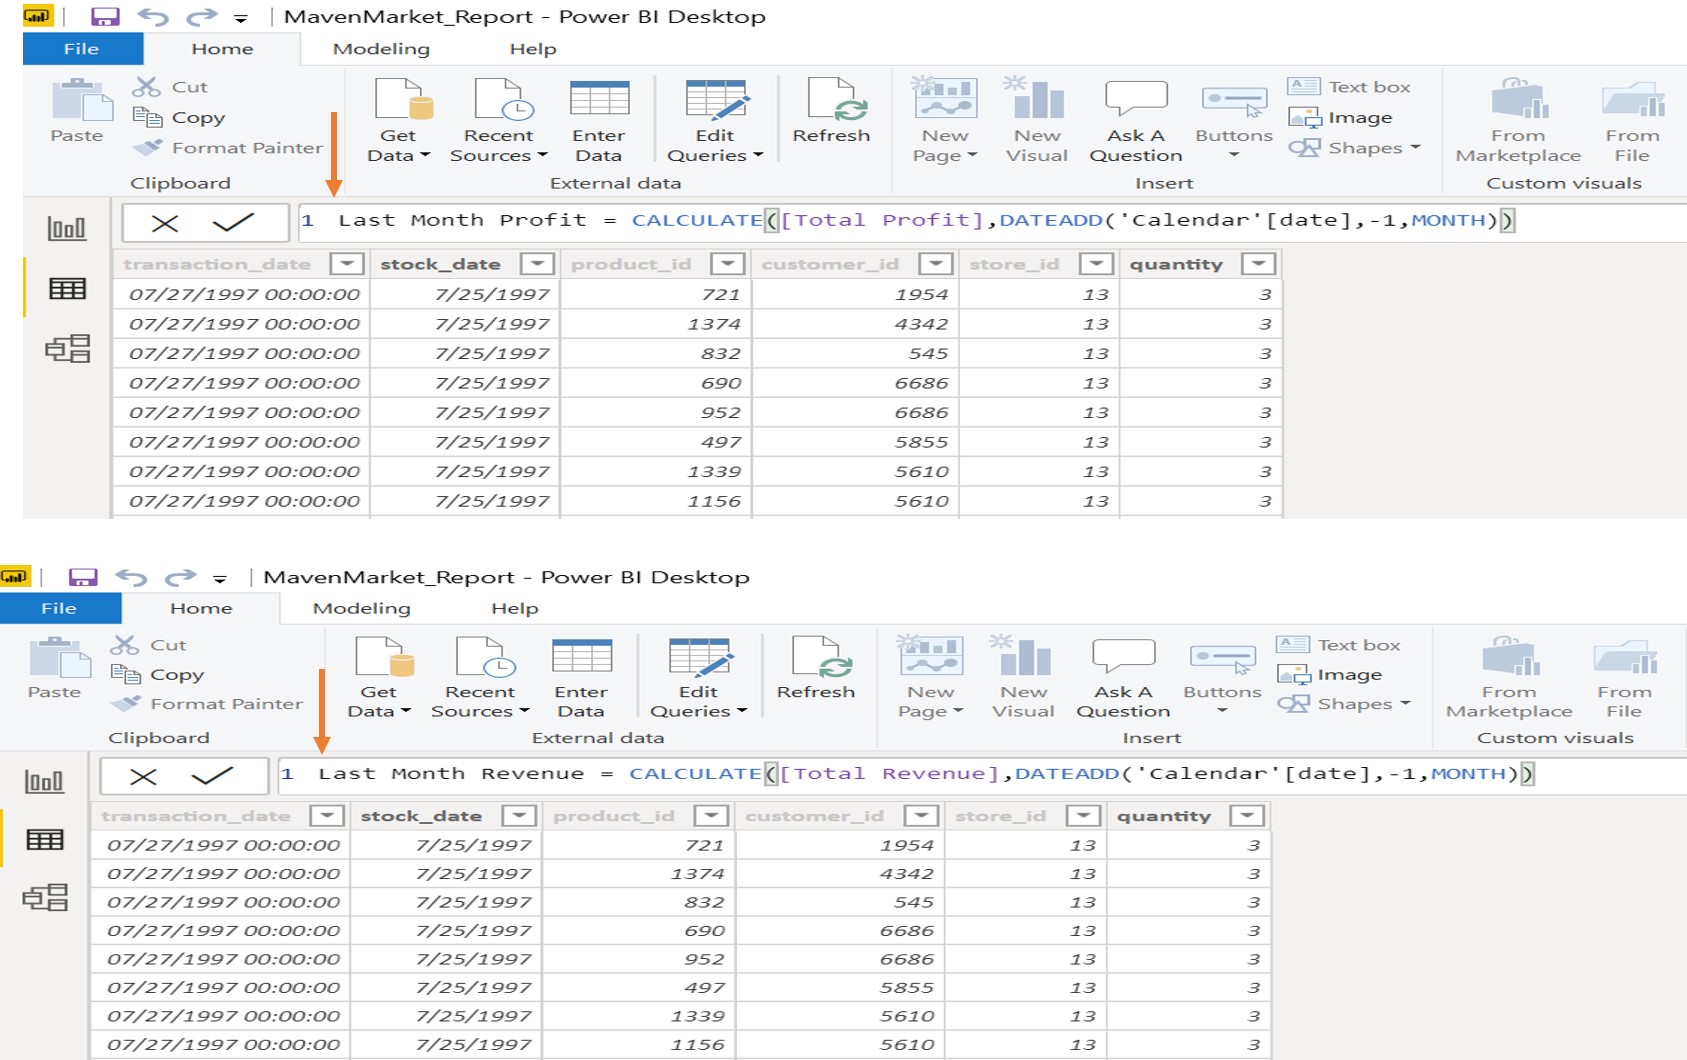 MavenMarket_Report - Power BI Desktop
File Home Modeling Help
Paste
Cut
Copy
Format Painter
Clipboard
Get Data
Recent Sources
Enter Data
Edit Queries
Refresh
External data
New Page
New Visual
Ask A Question
Buttons
Text box
Image
Shapes
Insert
From Marketplace
From File
Custom visuals
1 Last Month Profit = CALCULATE([Total Profit],DATEADD('Calendar'[date],-1,MONTH))
transaction_date stock_date product_id customer_id store_id quantity
07/27/1997 00:00:00 7/25/1997 721 1954 13 3
07/27/1997 00:00:00 7/25/1997 1374 4342 13 3
07/27/1997 00:00:00 7/25/1997 832 545 13 3
07/27/1997 00:00:00 7/25/1997 690 6686 13 3
07/27/1997 00:00:00 7/25/1997 952 6686 13 3
07/27/1997 00:00:00 7/25/1997 497 5855 13 3
07/27/1997 00:00:00 7/25/1997 1339 5610 13 3
07/27/1997 00:00:00 7/25/1997 1156 5610 13 3
MavenMarket_Report - Power BI Desktop
File Home Modeling Help
Paste
Cut
Copy
Format Painter
Clipboard
Get Data
Recent Sources
Enter Data
Edit Queries
Refresh
External data
New Page
New Visual
Ask A Question
Buttons
Text box
Image
Shapes
Insert
From Marketplace
From File
Custom visuals
1 Last Month Revenue = CALCULATE([Total Revenue],DATEADD('Calendar'[date],-1,MONTH))
transaction_date stock_date product_id customer_id store_id quantity
07/27/1997 00:00:00 7/25/1997 721 1954 13 3
07/27/1997 00:00:00 7/25/1997 1374 4342 13 3
07/27/1997 00:00:00 7/25/1997 832 545 13 3
07/27/1997 00:00:00 7/25/1997 690 6686 13 3
07/27/1997 00:00:00 7/25/1997 952 6686 13 3
07/27/1997 00:00:00 7/25/1997 497 5855 13 3
07/27/1997 00:00:00 7/25/1997 1339 5610 13 3
07/27/1997 00:00:00 7/25/1997 1156 5610 13 3